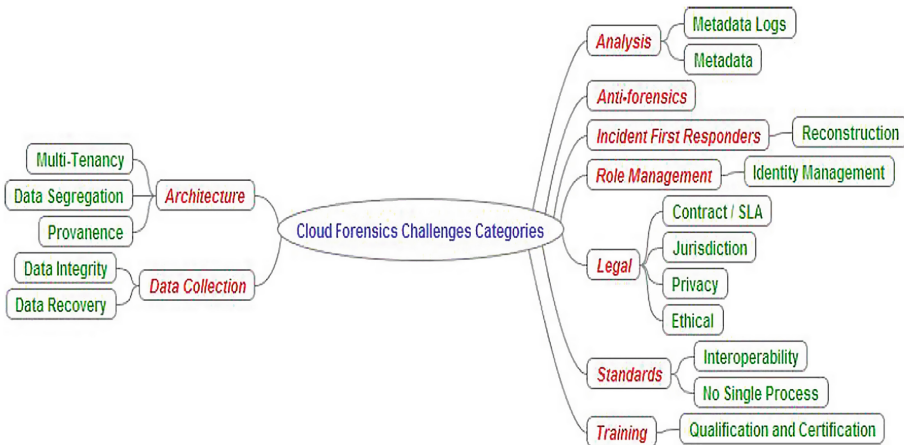 Cloud Forensics Challenges Categories
Architecture
Multi-Tenancy
Data Segregation
Provanence
Data Collection
Data Integrity
Data Recovery
Analysis
Metadata Logs
Metadata
Anti-forensics
Incident First Responders
Reconstruction
Role Management
Identity Management
Legal
Contract / SLA
Jurisdiction
Privacy
Ethical
Standards
Interoperability
No Single Process
Training
Qualification and Certification